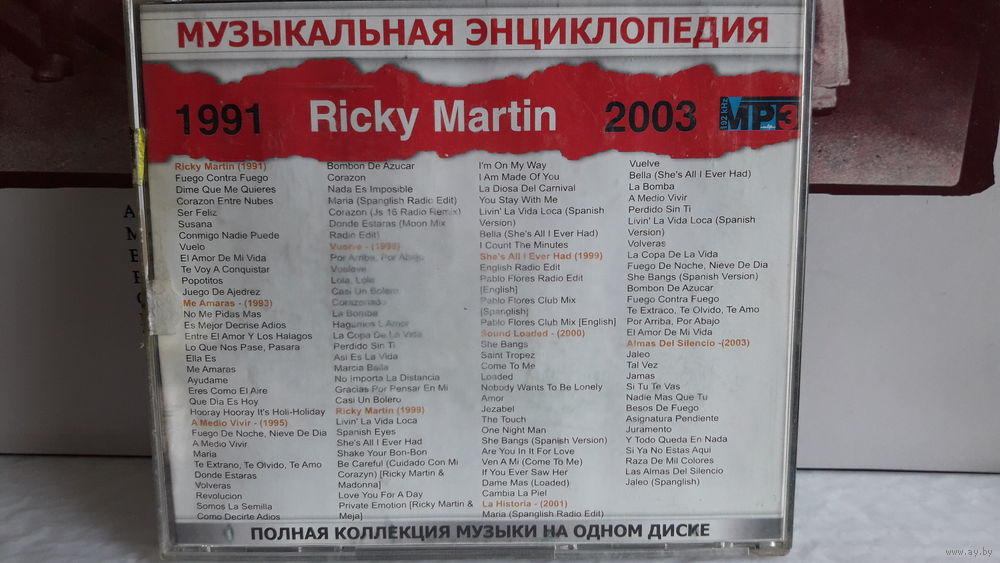 МУЗЫКАЛЬНАЯ ЭНЦИКЛОПЕДИЯ
1991 Ricky Martin 2003
192 kHz MP3
Ricky Martin (1991)
Fuego Contra Fuego
Dime Que Me Quieres
Corazon Entre Nubes
Ser Feliz
Susana
Conmigo Nadie Puede
Vuelo
El Amor De Mi Vida
Te Voy A Conquistar
Popotitos
Juego De Ajedrez
Me Amaras - (1993)
No Me Pidas Mas
Es Mejor Decrise Adios
Entre El Amor Y Los Halagos
Lo Que Nos Pase, Pasara
Ella Es
Me Amaras
Ayudame
Eres Como El Aire
Que Dia Es Hoy
Hooray Hooray It's Holi-Holiday
A Medio Vivir - (1995)
Fuego De Noche, Nieve De Dia
A Medio Vivir
Maria
Te Extrano, Te Olvido, Te Amo
Donde Estaras
Volveras
Revolucion
Somos La Semilla
Como Decirte Adios
Bombon De Azucar
Corazon
Nada Es Imposible
Maria (Spanglish Radio Edit)
Corazon (Js 16 Radio Remix)
Donde Estaras (Moon Mix
Radio Edit)
Vuelve - (1998)
Por Arriba, Por Abajo
Vuelve
Lola, Lola
Casi Un Bolero
Corazonado
La Bomba
Hagamos L Amor
La Copa De La Vida
Perdido Sin Ti
Asi Es La Vida
Marcia Baila
No Importa La Distancia
Gracias Por Pensar En Mi
Casi Un Bolero
Ricky Martin (1999)
Livin' La Vida Loca
Spanish Eyes
She's All I Ever Had
Shake Your Bon-Bon
Be Careful (Cuidado Con Mi
Corazyn) [Ricky Martin &
Madonna]
Love You For A Day
Private Emotion [Ricky Martin &
Meja]
I'm On My Way
I Am Made Of You
La Diosa Del Carnival
You Stay With Me
Livin' La Vida Loca (Spanish
Version)
Bella (She's All I Ever Had)
I Count The Minutes
She's All I Ever Had (1999)
English Radio Edit
Pablo Flores Radio Edit
[English]
Pablo Flores Club Mix
[Spanglish]
Pablo Flores Club Mix [English]
Sound Loaded - (2000)
She Bangs
Saint Tropez
Come To Me
Loaded
Nobody Wants To Be Lonely
Amor
Jezabel
The Touch
One Night Man
She Bangs (Spanish Version)
Are You In It For Love
Ven A Mi (Come To Me)
If You Ever Saw Her
Dame Mas (Loaded)
Cambia La Piel
La Historia - (2001)
Maria (Spanglish Radio Edit)
Vuelve
Bella (She's All I Ever Had)
La Bomba
A Medio Vivir
Perdido Sin Ti
Livin' La Vida Loca (Spanish
Version)
Volveras
La Copa De La Vida
Fuego De Noche, Nieve De Dia
She Bangs (Spanish Version)
Bombon De Azucar
Fuego Contra Fuego
Te Extraco, Te Olvido, Te Amo
Por Arriba, Por Abajo
El Amor De Mi Vida
Almas Del Silencio -(2003)
Jaleo
Tal Vez
Jamas
Si Tu Te Vas
Nadie Mas Que Tu
Besos De Fuego
Asignatura Pendiente
Juramento
Y Todo Queda En Nada
Si Ya No Estas Aqui
Raza De Mil Colores
Las Almas Del Silencio
Jaleo (Spanglish)
ПОЛНАЯ КОЛЛЕКЦИЯ МУЗЫКИ НА ОДНОМ ДИСКЕ
www.ay.by